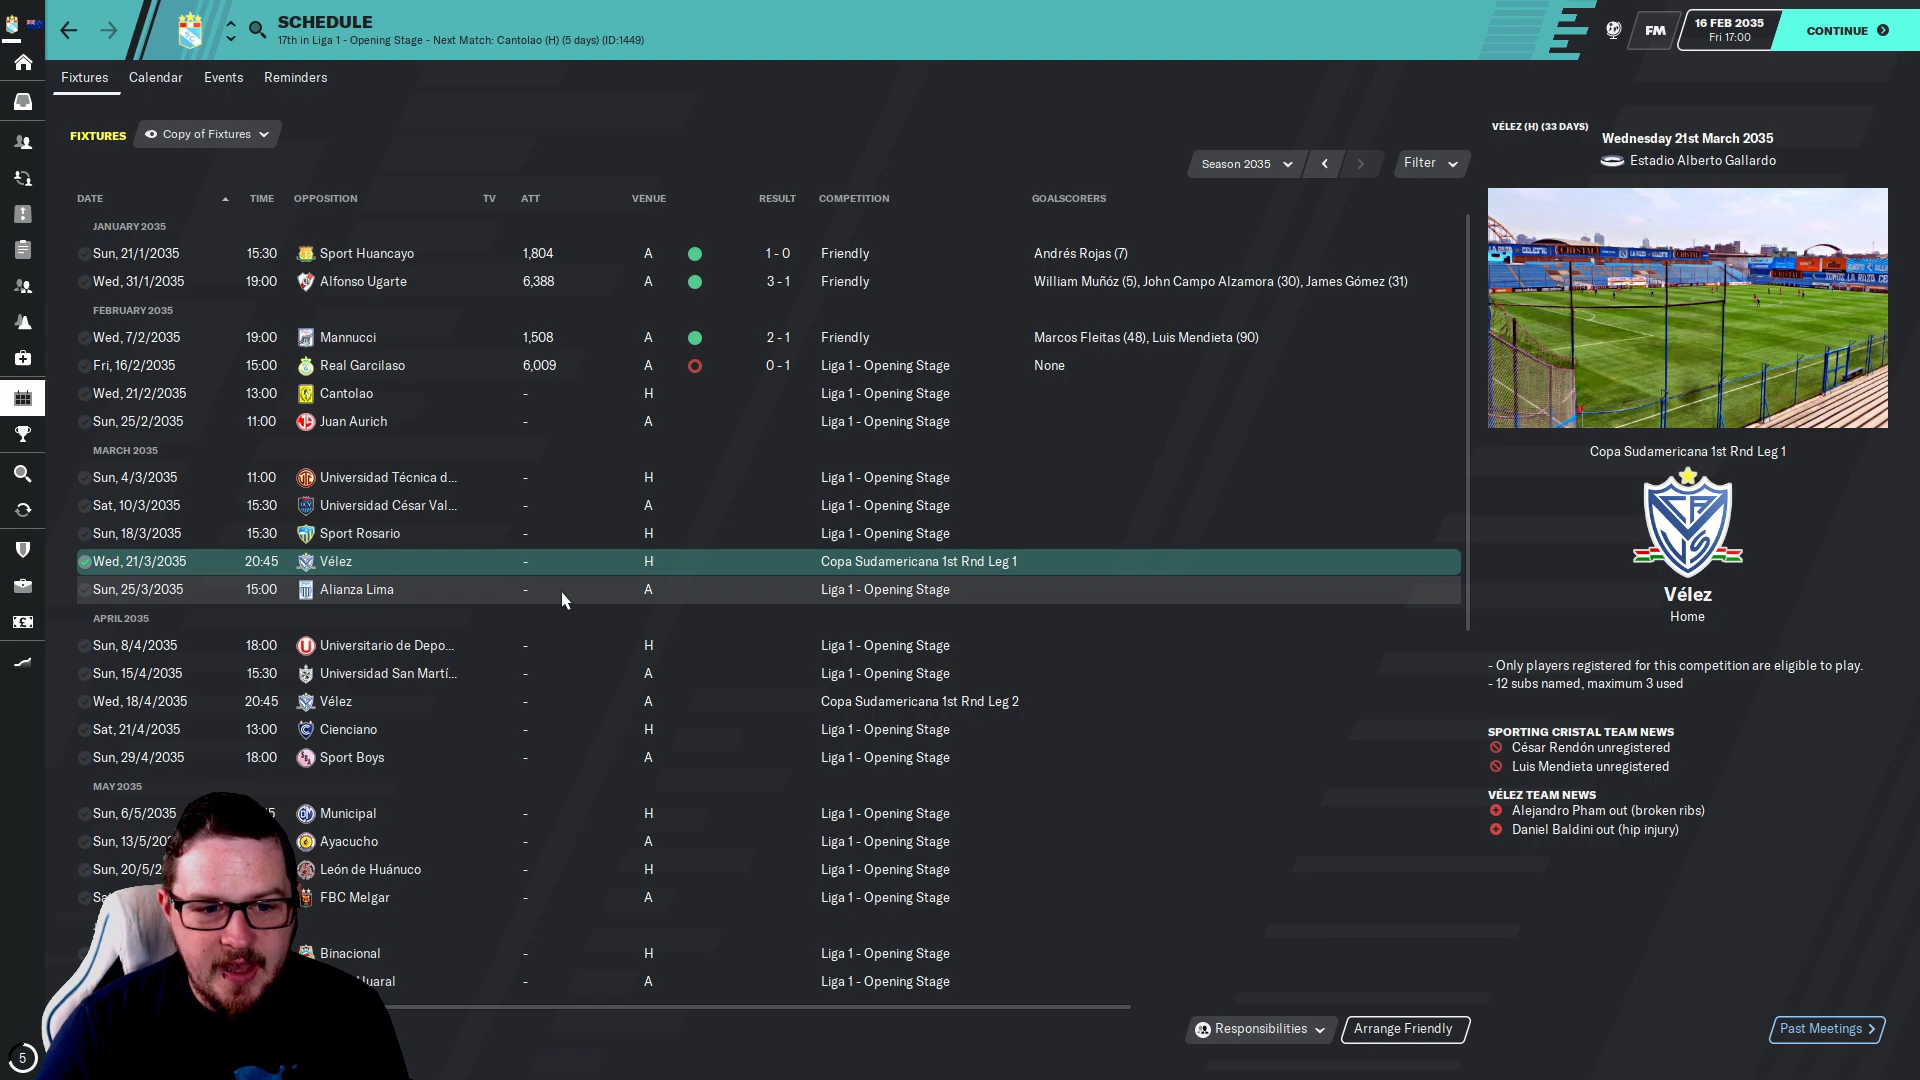 SCHEDULE
17th in Liga 1 - Opening Stage - Next Match: Cantolao (H) (5 days) (ID:1449)
FM
16 FEB 2035
Fri 17:00
CONTINUE
Fixtures Calendar Events Reminders
FIXTURES Copy of Fixtures
Season 2035 Filter
DATE TIME OPPOSITION TV ATT VENUE RESULT COMPETITION GOALSCORERS
JANUARY 2035
Sun, 21/1/2035 15:30 Sport Huancayo 1,804 A 1 - 0 Friendly Andrés Rojas (7)
Wed, 31/1/2035 19:00 Alfonso Ugarte 6,388 A 3 - 1 Friendly William Muñóz (5), John Campo Alzamora (30), James Gómez (31)
FEBRUARY 2035
Wed, 7/2/2035 19:00 Mannucci 1,508 A 2 - 1 Friendly Marcos Fleitas (48), Luis Mendieta (90)
Fri, 16/2/2035 15:00 Real Garcilaso 6,009 A 0 - 1 Liga 1 - Opening Stage None
Wed, 21/2/2035 13:00 Cantolao - H Liga 1 - Opening Stage
Sun, 25/2/2035 11:00 Juan Aurich - A Liga 1 - Opening Stage
MARCH 2035
Sun, 4/3/2035 11:00 Universidad Técnica d... - H Liga 1 - Opening Stage
Sat, 10/3/2035 15:30 Universidad César Val... - A Liga 1 - Opening Stage
Sun, 18/3/2035 15:30 Sport Rosario - H Liga 1 - Opening Stage
Wed, 21/3/2035 20:45 Vélez - H Copa Sudamericana 1st Rnd Leg 1
Sun, 25/3/2035 15:00 Alianza Lima - A Liga 1 - Opening Stage
APRIL 2035
Sun, 8/4/2035 18:00 Universitario de Depo... - H Liga 1 - Opening Stage
Sun, 15/4/2035 15:30 Universidad San Martí... - A Liga 1 - Opening Stage
Wed, 18/4/2035 20:45 Vélez - A Copa Sudamericana 1st Rnd Leg 2
Sat, 21/4/2035 13:00 Cienciano - H Liga 1 - Opening Stage
Sun, 29/4/2035 18:00 Sport Boys - A Liga 1 - Opening Stage
MAY 2035
Sun, 6/5/2035 Municipal - H Liga 1 - Opening Stage
Sun, 13/5/20 Ayacucho - A Liga 1 - Opening Stage
Sun, 20/5/2 León de Huánuco - H Liga 1 - Opening Stage
Sa FBC Melgar - A Liga 1 - Opening Stage
Binacional - H Liga 1 - Opening Stage
Huaral - A Liga 1 - Opening Stage
Responsibilities Arrange Friendly
5
VÉLEZ (H) (33 DAYS)
Wednesday 21st March 2035
Estadio Alberto Gallardo
Copa Sudamericana 1st Rnd Leg 1
Vélez
Home
- Only players registered for this competition are eligible to play.
- 12 subs named, maximum 3 used
SPORTING CRISTAL TEAM NEWS
César Rendón unregistered
Luis Mendieta unregistered
VÉLEZ TEAM NEWS
Alejandro Pham out (broken ribs)
Daniel Baldini out (hip injury)
Past Meetings